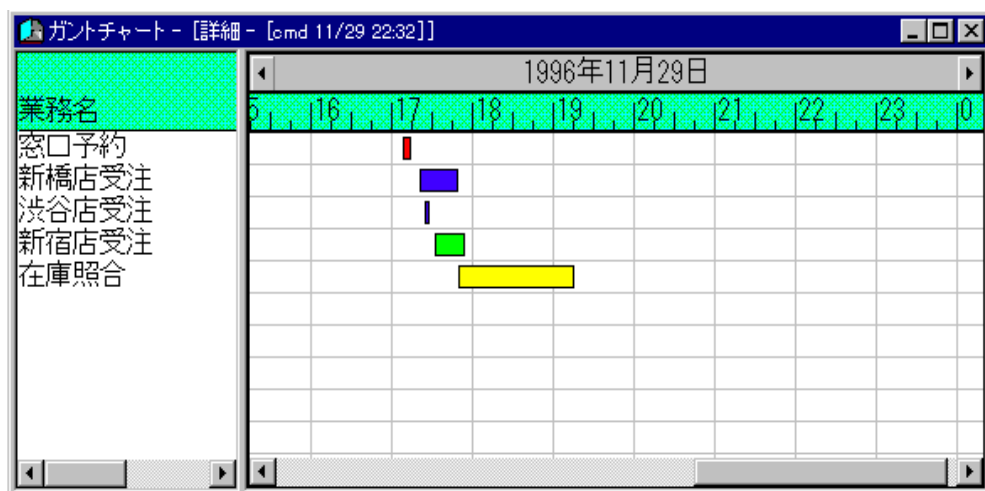 ガントチャート - [詳細 - [cmd 11/29 22:32]]
1996年11月29日
業務名
5 16 17 18 19 20 21 22 23 0
窓口予約
新橋店受注
渋谷店受注
新宿店受注
在庫照合